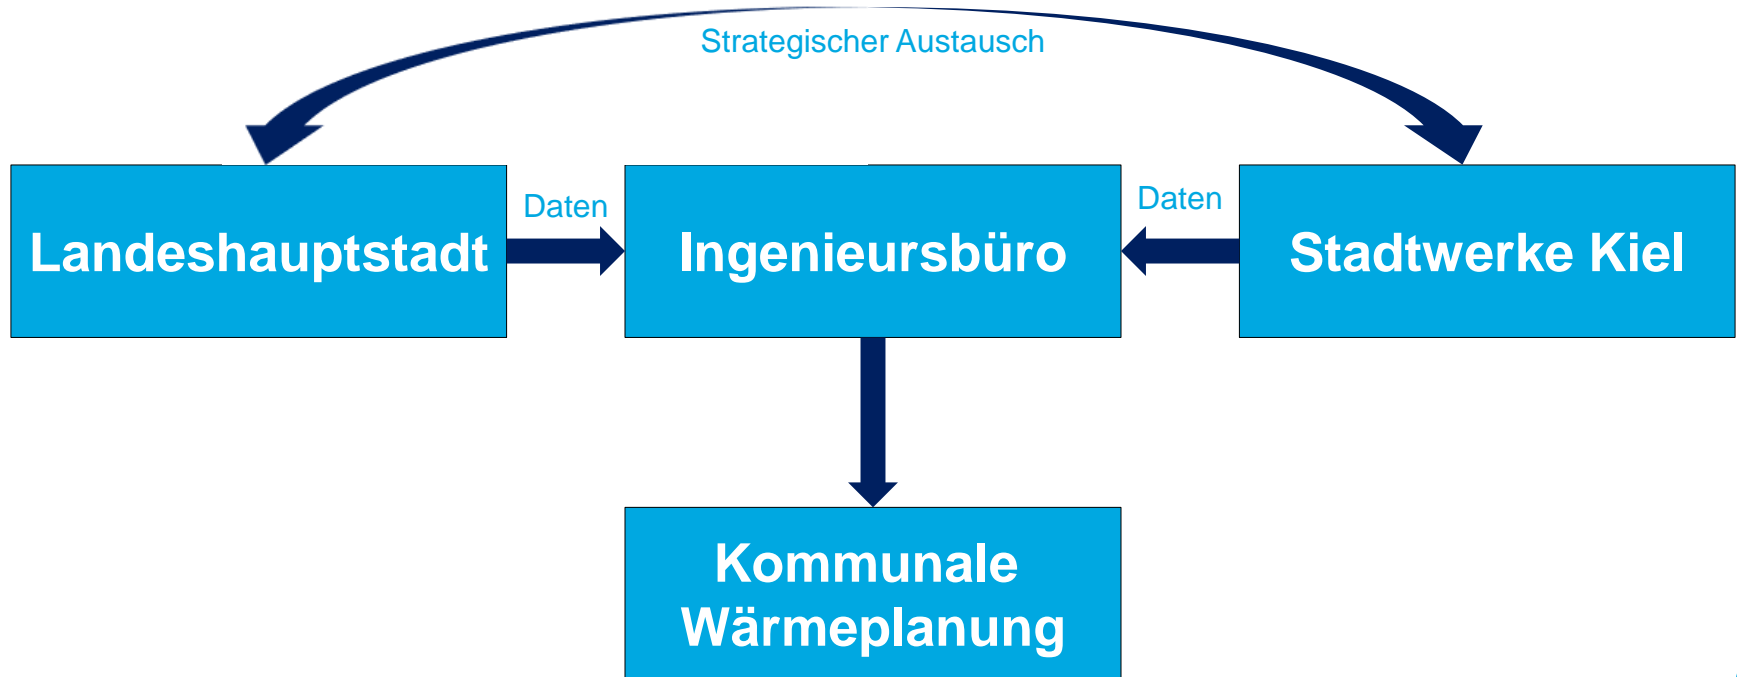 Strategischer Austausch
Landeshauptstadt
Daten
Ingenieursbüro
Daten
Stadtwerke Kiel
Kommunale
Wärmeplanung